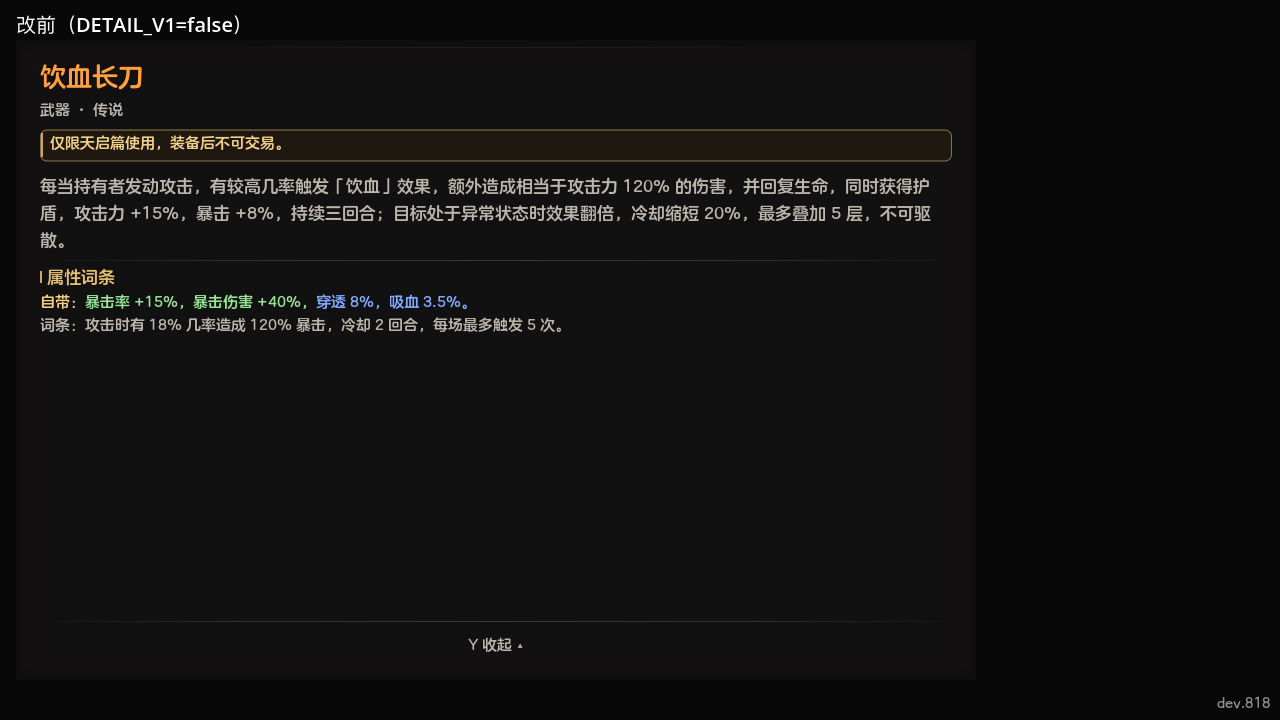 改前（DETAIL_V1=false）
饮血长刀
武器 · 传说
仅限天启篇使用，装备后不可交易。
每当持有者发动攻击，有较高几率触发「饮血」效果，额外造成相当于攻击力 120% 的伤害，并回复生命，同时获得护
盾，攻击力 +15%，暴击 +8%，持续三回合；目标处于异常状态时效果翻倍，冷却缩短 20%，最多叠加 5 层，不可驱
散。
属性词条
自带：暴击率 +15%，暴击伤害 +40%，穿透 8%，吸血 3.5%。
词条：攻击时有 18% 几率造成 120% 暴击，冷却 2 回合，每场最多触发 5 次。
Y 收起 ▴
dev.818